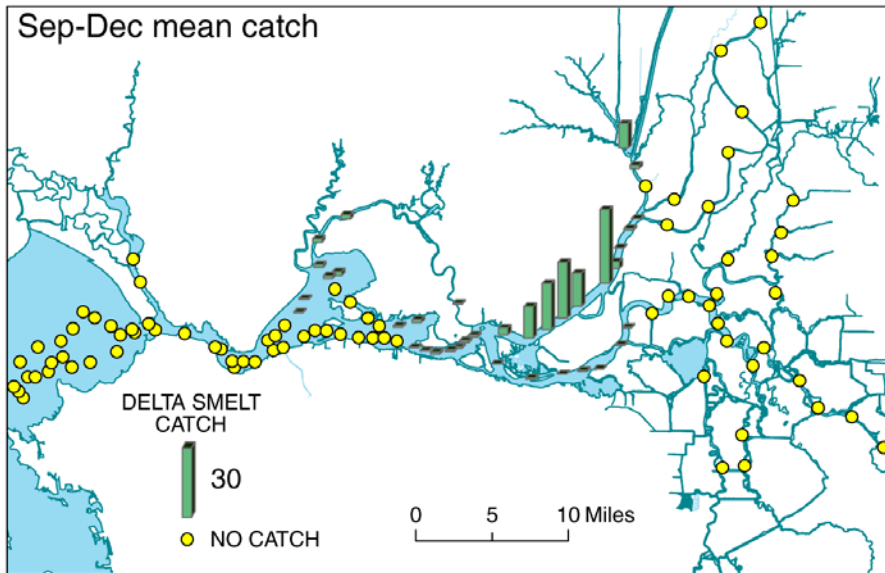 Sep-Dec mean catch
DELTA SMELT
CATCH
30
NO CATCH
0 5 10 Miles